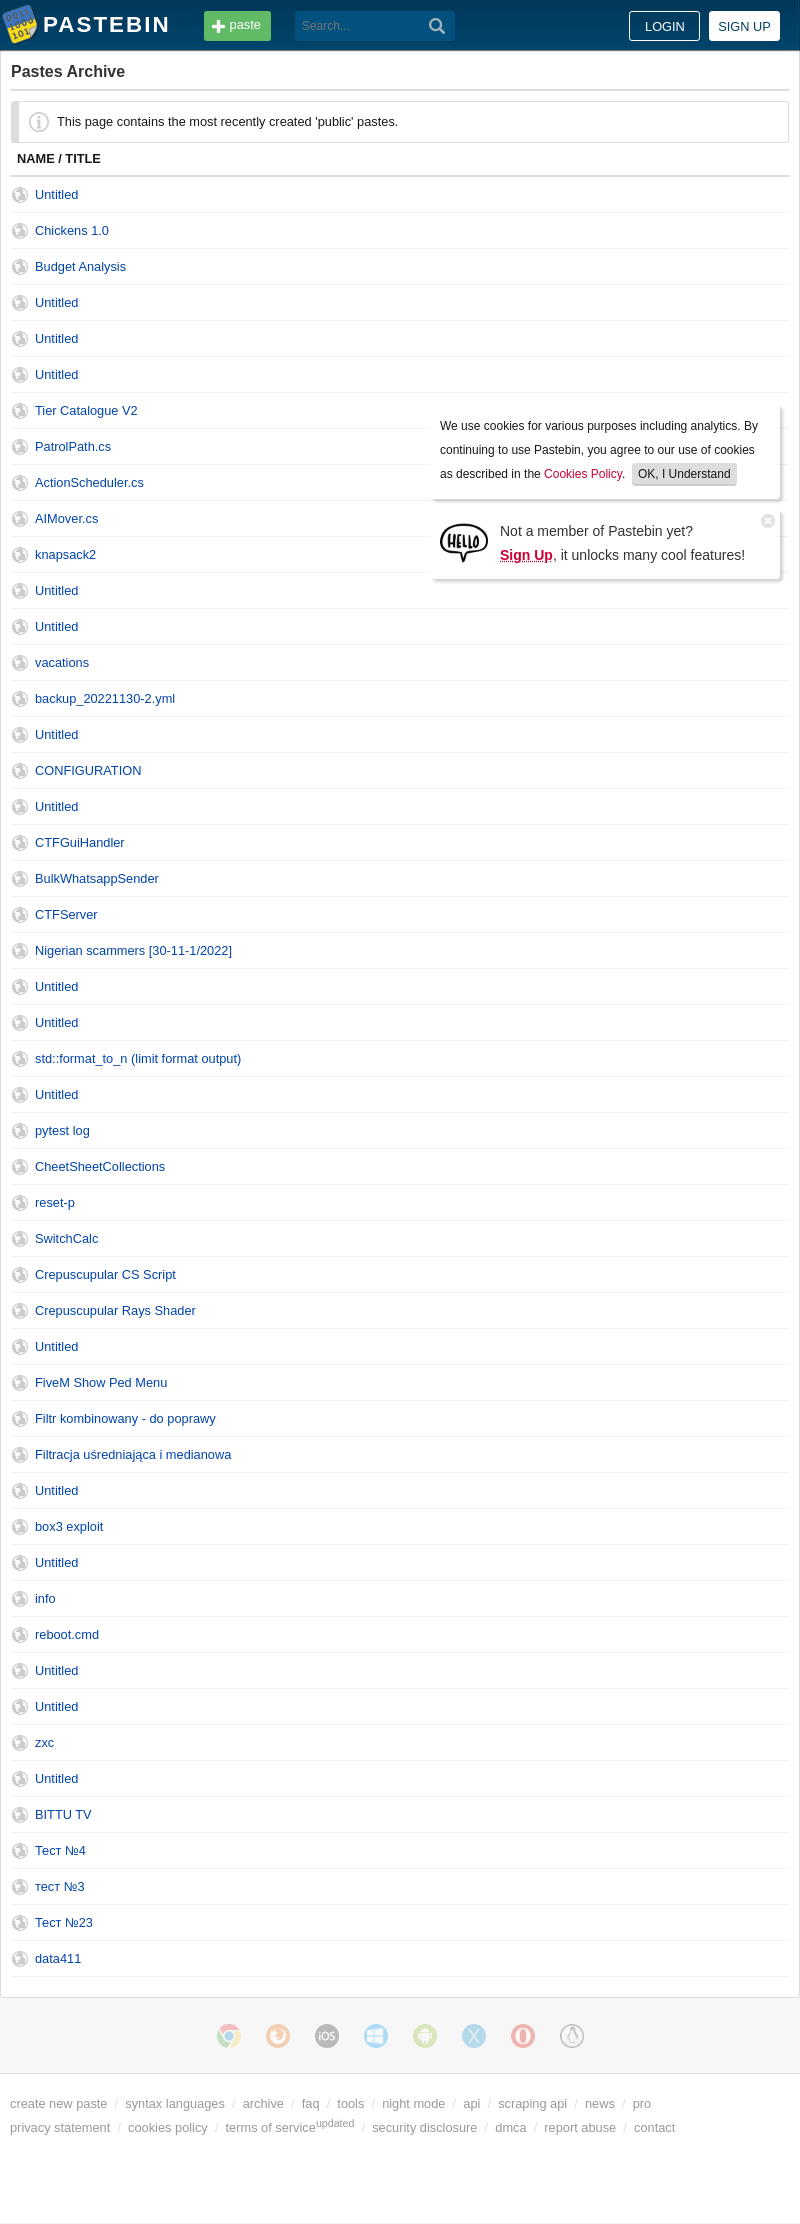 PASTEBIN
paste
Search...
LOGIN
SIGN UP
Pastes Archive
This page contains the most recently created 'public' pastes.
NAME / TITLE
Untitled
Chickens 1.0
Budget Analysis
Untitled
Untitled
Untitled
Tier Catalogue V2
PatrolPath.cs
ActionScheduler.cs
AIMover.cs
knapsack2
We use cookies for various purposes including analytics. By
continuing to use Pastebin, you agree to our use of cookies
as described in the Cookies Policy. OK, I Understand
HELLO
Not a member of Pastebin yet?
Sign Up, it unlocks many cool features!
Untitled
Untitled
vacations
backup_20221130-2.yml
Untitled
CONFIGURATION
Untitled
CTFGuiHandler
BulkWhatsappSender
CTFServer
Nigerian scammers [30-11-1/2022]
Untitled
Untitled
std::format_to_n (limit format output)
Untitled
pytest log
CheetSheetCollections
reset-p
SwitchCalc
Crepuscupular CS Script
Crepuscupular Rays Shader
Untitled
FiveM Show Ped Menu
Filtr kombinowany - do poprawy
Filtracja uśredniająca i medianowa
Untitled
box3 exploit
Untitled
info
reboot.cmd
Untitled
Untitled
zxc
Untitled
BITTU TV
Тест №4
тест №3
Тест №23
data411
iOS
create new paste / syntax languages / archive / faq / tools / night mode / api / scraping api / news / pro
privacy statement / cookies policy / terms of serviceupdated / security disclosure / dmca / report abuse / contact